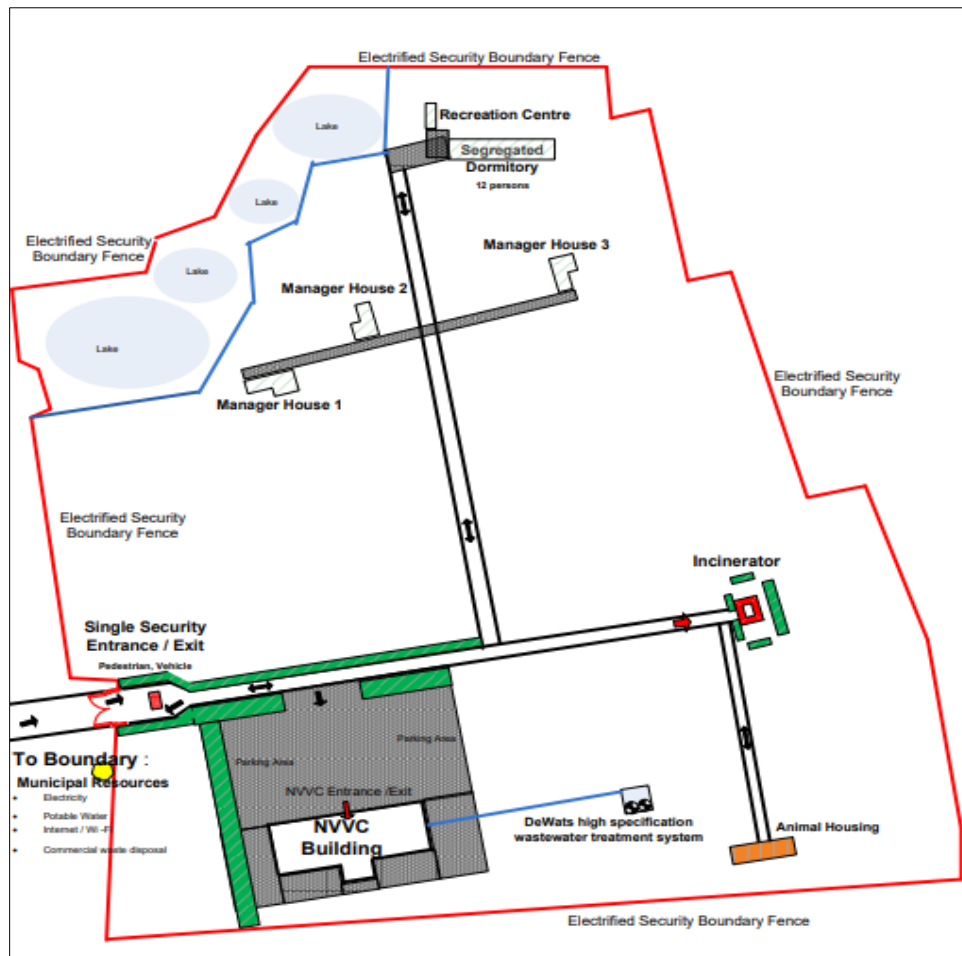 Electrified Security Boundary Fence
Lake
Recreation Centre
Segregated
Dormitory
12 persons
Lake
Electrified Security
Boundary Fence
Manager House 3
Lake
Manager House 2
Lake
Electrified Security
Boundary Fence
Manager House 1
Electrified Security
Boundary Fence
Incinerator
Single Security
Entrance / Exit
Pedestrian, Vehicle
Parking Area
To Boundary :
Parking Area
Municipal Resources
• Electricity
• Potable Water
• Internet / Wi -Fi
• Commercial waste disposal
NVVC Entrance /Exit
NVVC
Building
DeWats high specification
wastewater treatment system
Animal Housing
Electrified Security Boundary Fence